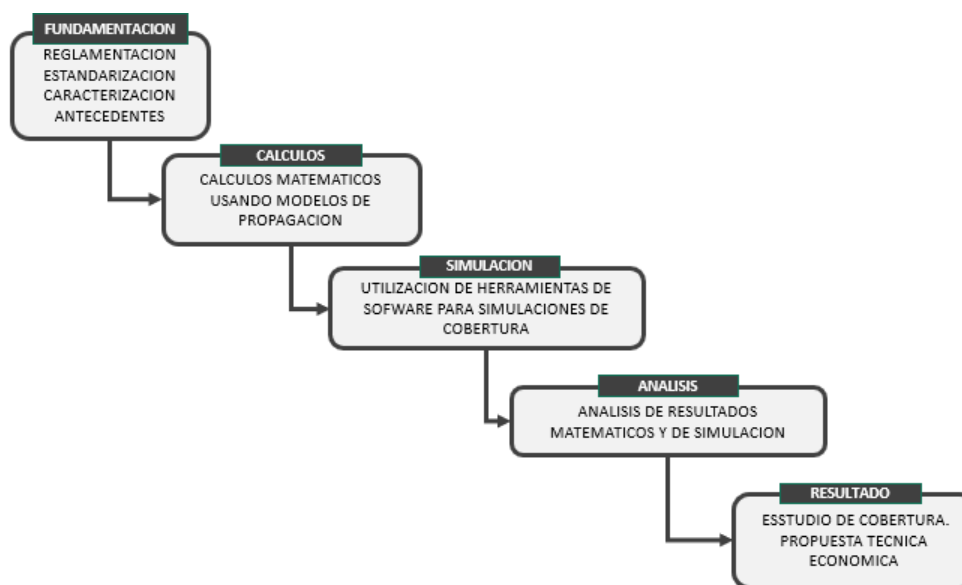 FUNDAMENTACION
REGLAMENTACION
ESTANDARIZACION
CARACTERIZACION
ANTECEDENTES
CALCULOS
CALCULOS MATEMATICOS
USANDO MODELOS DE
PROPAGACION
SIMULACION
UTILIZACION DE HERRAMIENTAS DE
SOFWARE PARA SIMULACIONES DE
COBERTURA
ANALISIS
ANALISIS DE RESULTADOS
MATEMATICOS Y DE SIMULACION
RESULTADO
ESSTUDIO DE COBERTURA.
PROPUESTA TECNICA
ECONOMICA